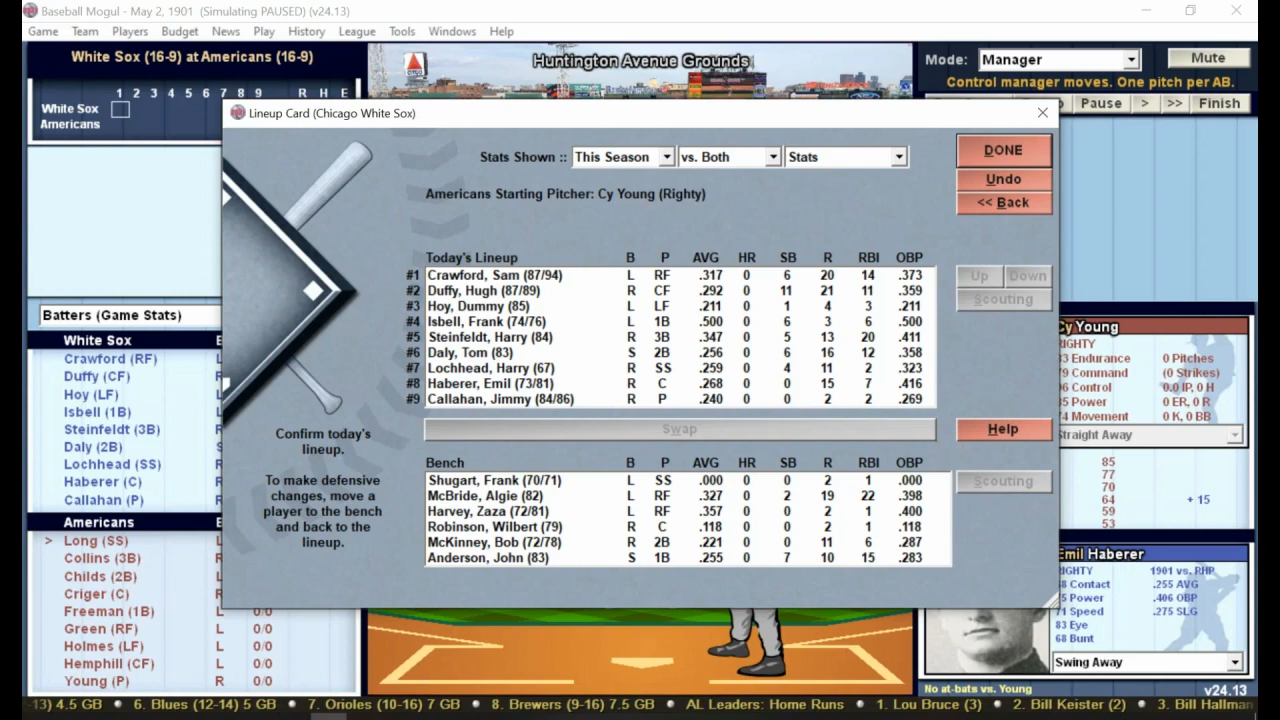 Baseball Mogul - May 2, 1901 (Simulating PAUSED) (v24.13)
Game Team Players Budget News Play History League Tools Windows Help
White Sox (16-9) at Americans (16-9)
1 2 3 4 5 6 7 8 9 R H E
White Sox
Americans
Huntington Avenue Grounds
CITGO
Mode: Manager Mute
Control manager moves. One pitch per AB.
Pause > >> Finish
Lineup Card (Chicago White Sox)
Stats Shown :: This Season vs. Both Stats
Americans Starting Pitcher: Cy Young (Righty)
DONE
Undo
<< Back
Today's Lineup B P AVG HR SB R RBI OBP
#1 Crawford, Sam (87/94) L RF .317 0 6 20 14 .373
#2 Duffy, Hugh (87/89) R CF .292 0 11 21 11 .359
#3 Hoy, Dummy (85) L LF .211 0 1 4 3 .211
#4 Isbell, Frank (74/76) L 1B .500 0 6 3 6 .500
#5 Steinfeldt, Harry (84) R 3B .347 0 5 13 20 .411
#6 Daly, Tom (83) S 2B .256 0 6 16 12 .358
#7 Lochhead, Harry (67) R SS .259 0 4 11 2 .323
#8 Haberer, Emil (73/81) R C .268 0 0 15 7 .416
#9 Callahan, Jimmy (84/86) R P .240 0 0 2 2 .269
Up Down
Scouting
Swap
Help
Confirm today's
lineup.
To make defensive
changes, move a
player to the bench
and back to the
lineup.
Bench B P AVG HR SB R RBI OBP
Shugart, Frank (70/71) L SS .000 0 0 2 1 .000
McBride, Algie (82) L RF .327 0 2 19 22 .398
Harvey, Zaza (72/81) L RF .357 0 0 2 1 .400
Robinson, Wilbert (79) R C .118 0 0 2 1 .118
McKinney, Bob (72/78) R 2B .221 0 0 11 6 .287
Anderson, John (83) S 1B .255 0 7 10 15 .283
Scouting
Batters (Game Stats)
White Sox
Crawford (RF)
Duffy (CF)
Hoy (LF)
Isbell (1B)
Steinfeldt (3B)
Daly (2B)
Lochhead (SS)
Haberer (C)
Callahan (P)
Americans
> Long (SS)
Collins (3B)
Childs (2B)
Criger (C)
Freeman (1B) L 0/0
Green (RF) L 0/0
Holmes (LF) L 0/0
Hemphill (CF) L 0/0
Young (P) R 0/0
Cy Young
RIGHTY
Endurance 0 Pitches
Command (0 Strikes)
Control 0.0 IP, 0 H
Power 0 ER, 0 R
Movement 0 K, 0 BB
Straight Away
85
77
70
64 + 15
59
53
Emil Haberer
RIGHTY 1901 vs. RHP
Contact .255 AVG
Power .406 OBP
71 Speed .275 SLG
83 Eye
68 Bunt
Swing Away
No at-bats vs. Young v24.13
-13) 4.5 GB • 6. Blues (12-14) 5 GB • 7. Orioles (10-16) 7 GB • 8. Brewers (9-16) 7.5 GB • AL Leaders: Home Runs • 1. Lou Bruce (3) • 2. Bill Keister (2) • 3. Bill Hallman